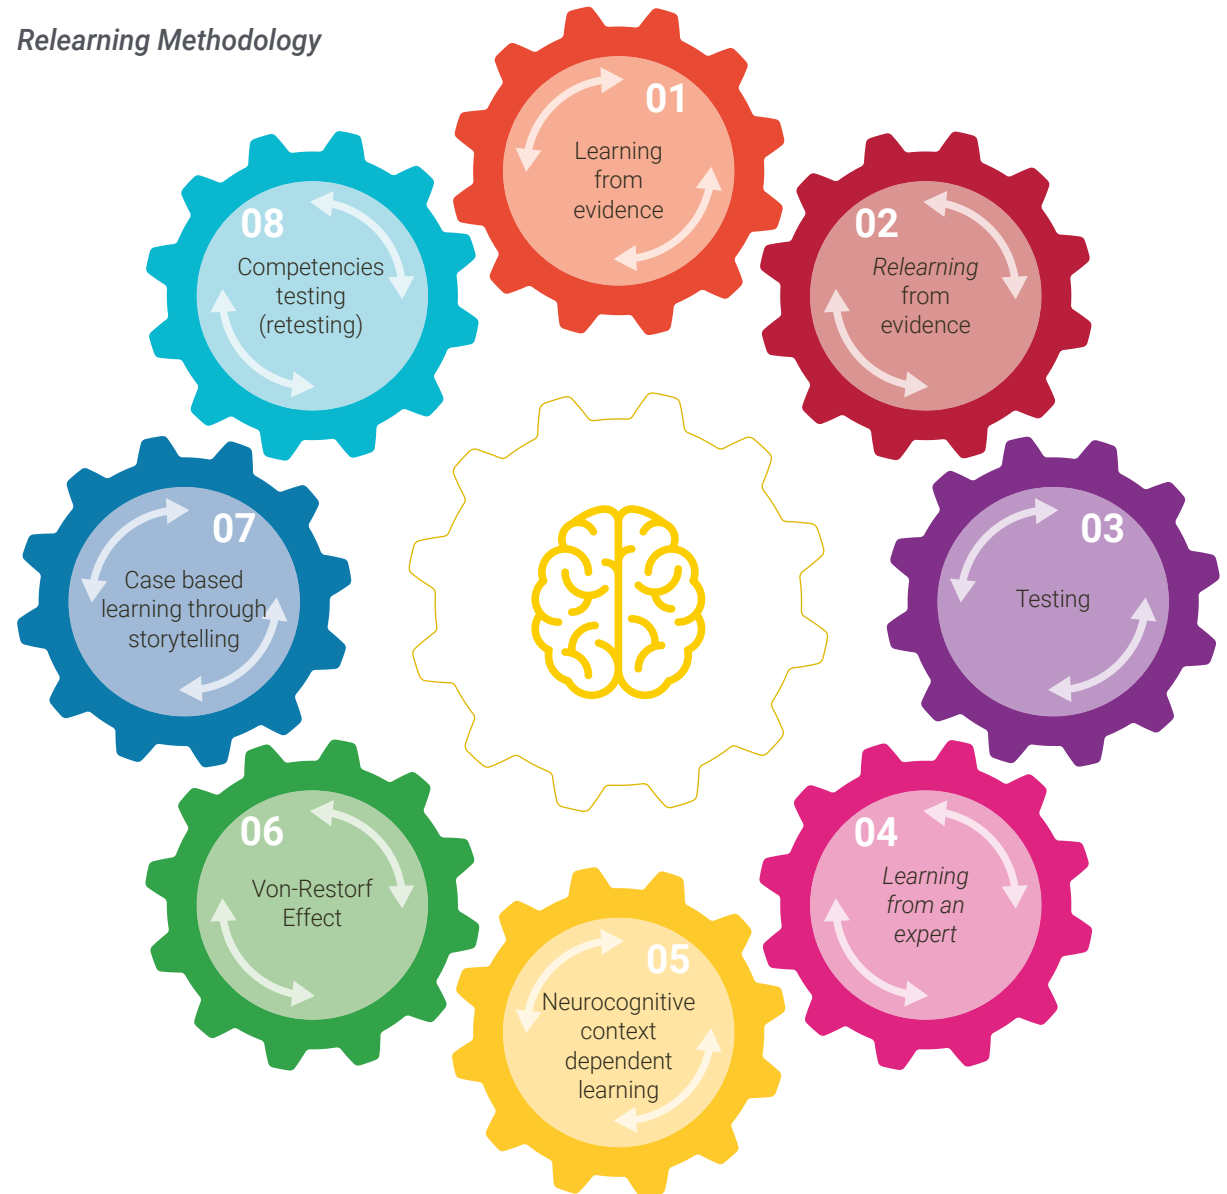 Relearning Methodology
01
Learning
from
evidence
02
Relearning
from
evidence
03
Testing
04
Learning
from an
expert
05
Neurocognitive
context
dependent
learning
06
Von-Restorf
Effect
07
Case based
learning through
storytelling
08
Competencies
testing
(retesting)